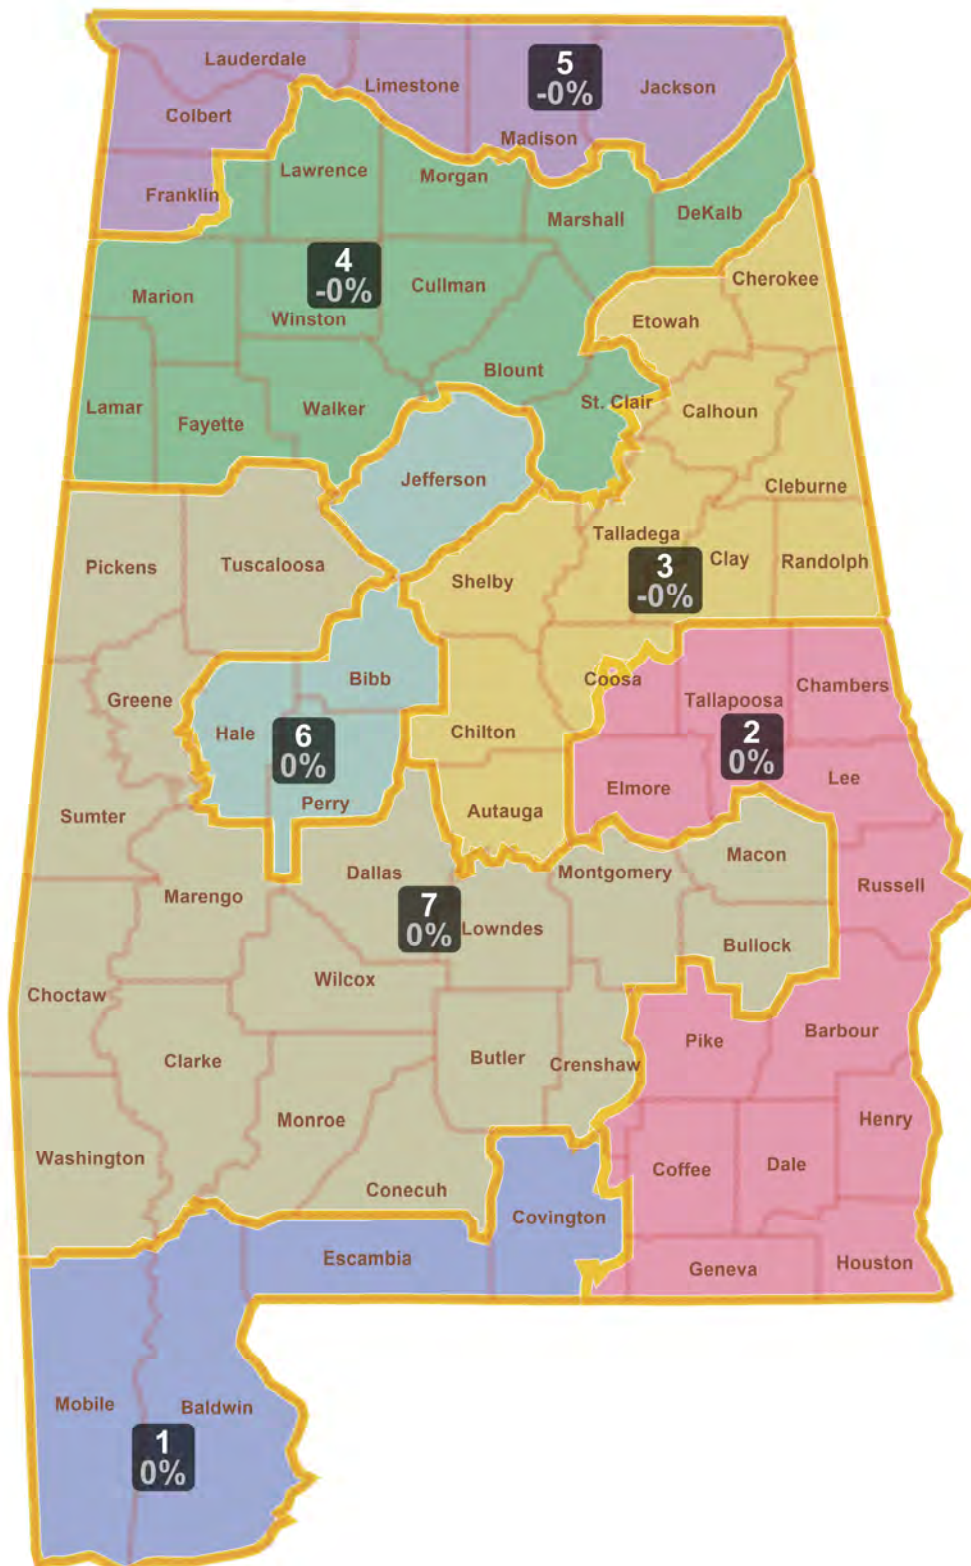 Lauderdale
5
-0%
Limestone
Jackson
Colbert
Madison
Lawrence
Morgan
Franklin
Marshall
DeKalb
4
-0%
Cullman
Cherokee
Marion
Winston
Etowah
Blount
St. Clair
Lamar
Walker
Calhoun
Fayette
Jefferson
Cleburne
Talladega
Pickens
Tuscaloosa
Shelby
3
-0%
Clay
Randolph
Bibb
Coosa
Chambers
Greene
Tallapoosa
Hale
6
0%
Chilton
2
0%
Lee
Elmore
Perry
Autauga
Sumter
Macon
Dallas
Montgomery
Russell
Marengo
7
0%
Lowndes
Bullock
Wilcox
Choctaw
Barbour
Pike
Clarke
Butler
Crenshaw
Monroe
Henry
Washington
Coffee
Dale
Conecuh
Covington
Escambia
Geneva
Houston
Mobile
Baldwin
1
0%